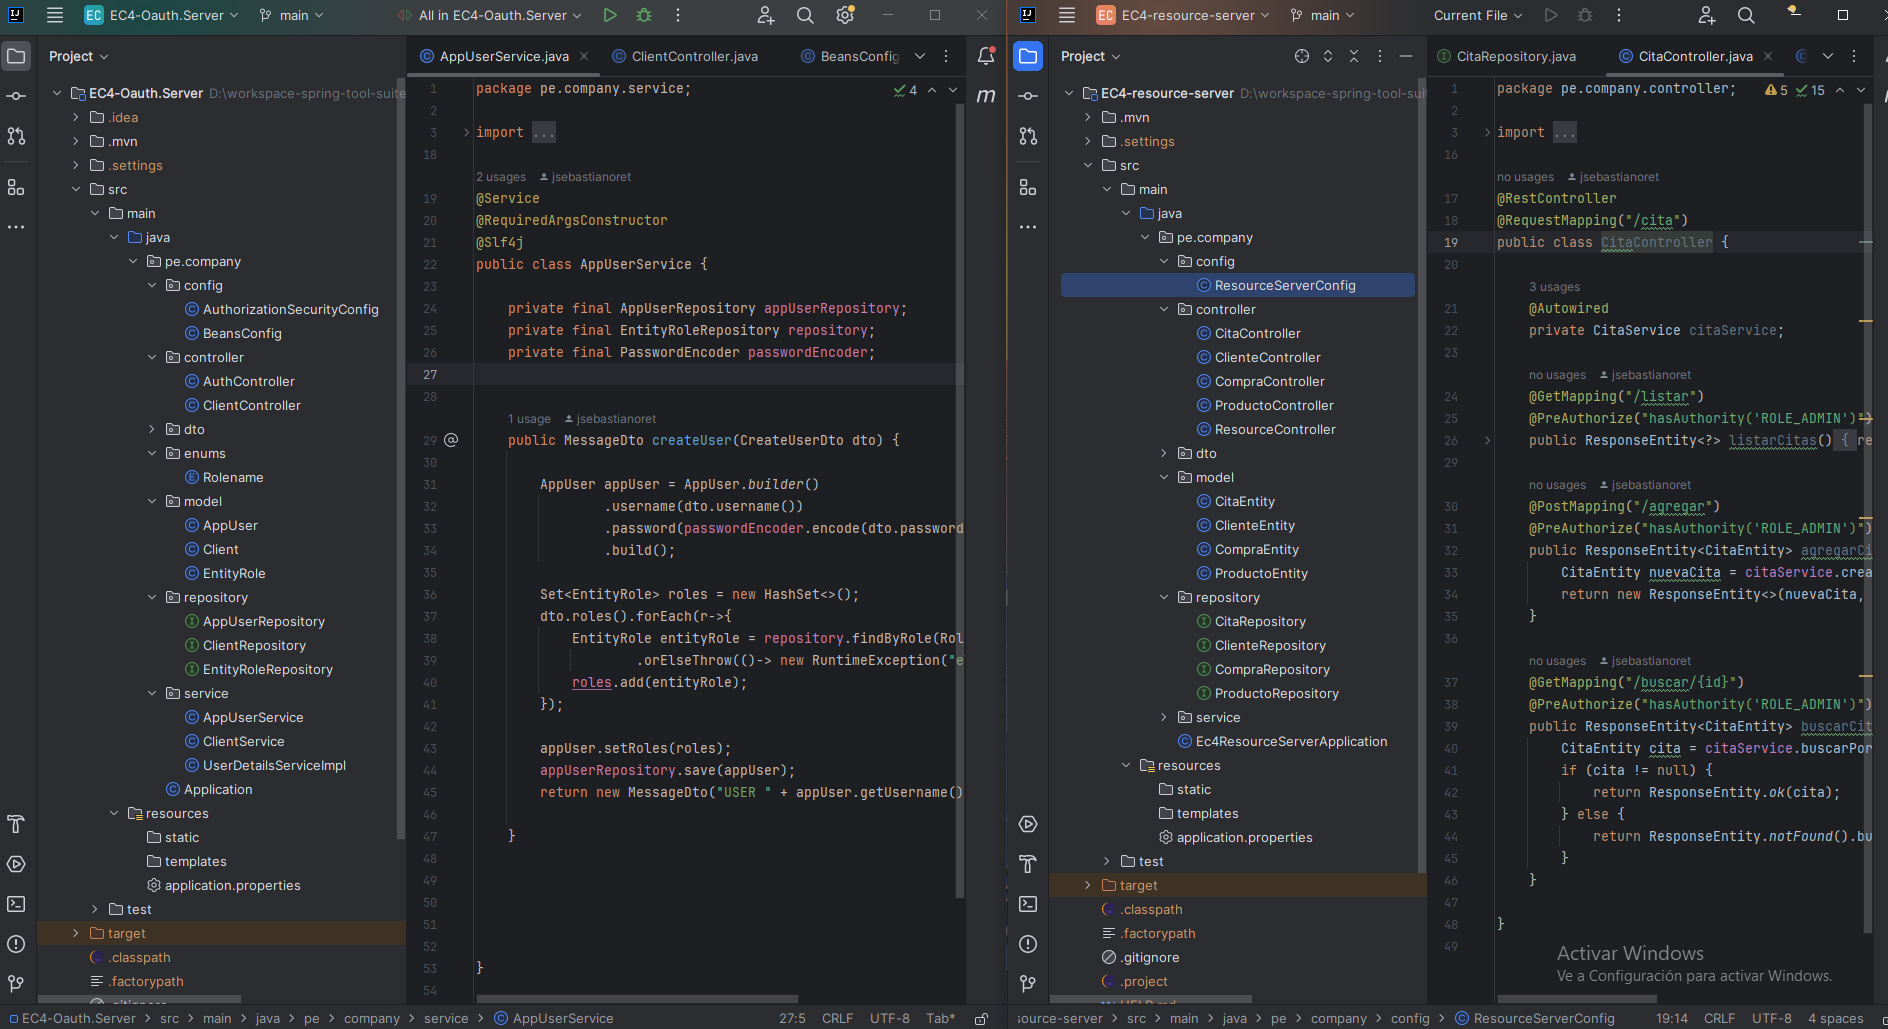 EC EC4-Oauth.Server main All in EC4-Oauth.Server
Project
EC4-Oauth.Server D:\workspace-spring-tool-suite
.idea
.mvn
.settings
src
main
java
pe.company
config
AuthorizationSecurityConfig
BeansConfig
controller
AuthController
ClientController
dto
enums
Rolename
model
AppUser
Client
EntityRole
repository
AppUserRepository
ClientRepository
EntityRoleRepository
service
AppUserService
ClientService
UserDetailsServiceImpl
Application
resources
static
templates
application.properties
test
target
.classpath
.factorypath
.gitignore
AppUserService.java ClientController.java BeansConfig
4
1 package pe.company.service;
2
3 import ...
18
2 usages jsebastianoret
19 @Service
20 @RequiredArgsConstructor
21 @Slf4j
22 public class AppUserService {
23
24 private final AppUserRepository appUserRepository;
25 private final EntityRoleRepository repository;
26 private final PasswordEncoder passwordEncoder;
27
28
1 usage jsebastianoret
29 public MessageDto createUser(CreateUserDto dto) {
30
31 AppUser appUser = AppUser.builder()
32 .username(dto.username())
33 .password(passwordEncoder.encode(dto.password
34 .build();
35
36 Set<EntityRole> roles = new HashSet<>();
37 dto.roles().forEach(r->{
38 EntityRole entityRole = repository.findByRole(Rol
39 .orElseThrow(()-> new RuntimeException("e
40 roles.add(entityRole);
41 });
42
43 appUser.setRoles(roles);
44 appUserRepository.save(appUser);
45 return new MessageDto("USER " + appUser.getUsername()
46
47 }
48
49
50
51
52
53 }
54
m
EC4-Oauth.Server > src > main > java > pe > company > service > AppUserService 27:5 CRLF UTF-8 Tab*
EC EC4-resource-server main Current File
Project
EC4-resource-server D:\workspace-spring-tool-sui
.mvn
.settings
src
main
java
pe.company
config
ResourceServerConfig
controller
CitaController
ClienteController
CompraController
ProductoController
ResourceController
dto
model
CitaEntity
ClienteEntity
CompraEntity
ProductoEntity
repository
CitaRepository
ClienteRepository
CompraRepository
ProductoRepository
service
Ec4ResourceServerApplication
resources
static
templates
application.properties
test
target
.classpath
.factorypath
.gitignore
.project
HELP.md
CitaRepository.java CitaController.java
5 15
1 package pe.company.controller;
2
3 import ...
16
no usages jsebastianoret
17 @RestController
18 @RequestMapping("/cita")
19 public class CitaController {
20
3 usages
21 @Autowired
22 private CitaService citaService;
23
no usages jsebastianoret
24 @GetMapping("/listar")
25 @PreAuthorize("hasAuthority('ROLE_ADMIN')")
26 public ResponseEntity<?> listarCitas() { re
29
no usages jsebastianoret
30 @PostMapping("/agregar")
31 @PreAuthorize("hasAuthority('ROLE_ADMIN')")
32 public ResponseEntity<CitaEntity> agregarCi
33 CitaEntity nuevaCita = citaService.crea
34 return new ResponseEntity<>(nuevaCita,
35 }
36
no usages jsebastianoret
37 @GetMapping("/buscar/{id}")
38 @PreAuthorize("hasAuthority('ROLE_ADMIN')")
39 public ResponseEntity<CitaEntity> buscarCit
40 CitaEntity cita = citaService.buscarPor
41 if (cita != null) {
42 return ResponseEntity.ok(cita);
43 } else {
44 return ResponseEntity.notFound().bu
45 }
46 }
47
48 }
49
Activar Windows
Ve a Configuración para activar Windows.
source-server > src > main > java > pe > company > config > ResourceServerConfig 19:14 CRLF UTF-8 4 spaces